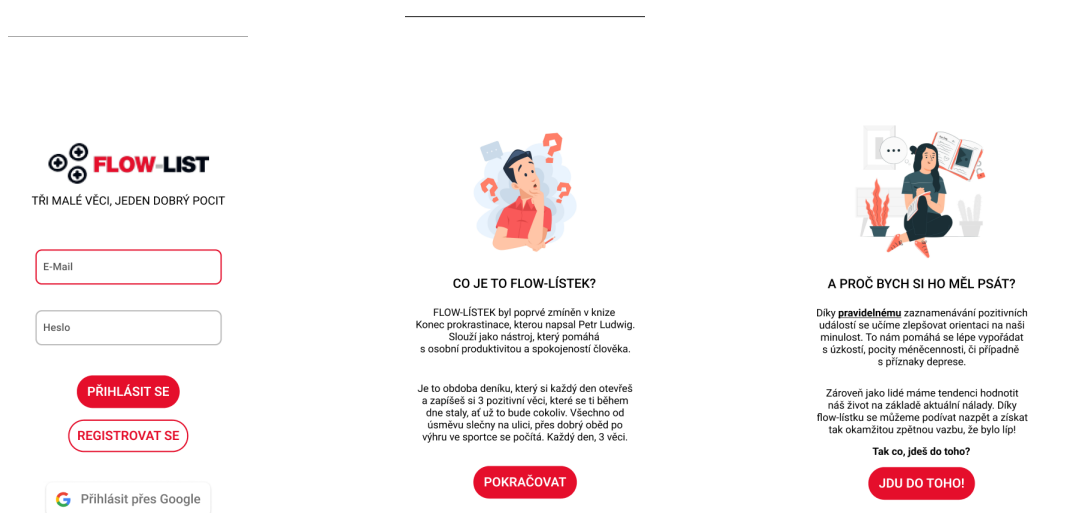 FLOW-LIST
TŘI MALÉ VĚCI, JEDEN DOBRÝ POCIT
E-Mail
Heslo
PŘIHLÁSIT SE
REGISTROVAT SE
Přihlásit přes Google
CO JE TO FLOW-LÍSTEK?
FLOW-LÍSTEK byl poprvé zmíněn v knize
Konec prokrastinace, kterou napsal Petr Ludwig.
Slouží jako nástroj, který pomáhá
s osobní produktivitou a spokojeností člověka.
Je to obdoba deníku, který si každý den otevřeš
a zapíšeš si 3 pozitivní věci, které se ti během
dne staly, ať už to bude cokoliv. Všechno od
úsměvu slečny na ulici, přes dobrý oběd po
výhru ve sportce se počítá. Každý den, 3 věci.
POKRAČOVAT
A PROČ BYCH SI HO MĚL PSÁT?
Díky pravidelnému zaznamenávání pozitivních
událostí se učíme zlepšovat orientaci na naši
minulost. To nám pomáhá se lépe vypořádat
s úzkostí, pocity méněcennosti, či případně
s příznaky deprese.
Zároveň jako lidé máme tendenci hodnotit
náš život na základě aktuální nálady. Díky
flow-lístku se můžeme podívat nazpět a získat
tak okamžitou zpětnou vazbu, že bylo líp!
Tak co, jdeš do toho?
JDU DO TOHO!